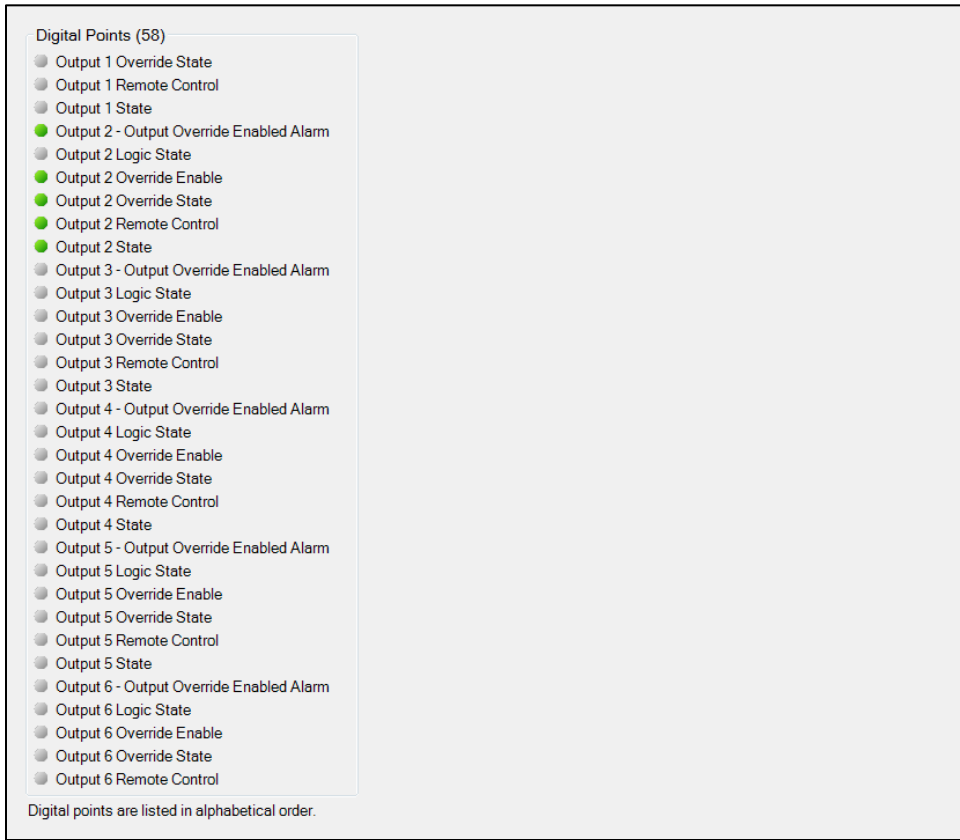 Digital Points (58)
Output 1 Override State
Output 1 Remote Control
Output 1 State
Output 2 - Output Override Enabled Alarm
Output 2 Logic State
Output 2 Override Enable
Output 2 Override State
Output 2 Remote Control
Output 2 State
Output 3 - Output Override Enabled Alarm
Output 3 Logic State
Output 3 Override Enable
Output 3 Override State
Output 3 Remote Control
Output 3 State
Output 4 - Output Override Enabled Alarm
Output 4 Logic State
Output 4 Override Enable
Output 4 Override State
Output 4 Remote Control
Output 4 State
Output 5 - Output Override Enabled Alarm
Output 5 Logic State
Output 5 Override Enable
Output 5 Override State
Output 5 Remote Control
Output 5 State
Output 6 - Output Override Enabled Alarm
Output 6 Logic State
Output 6 Override Enable
Output 6 Override State
Output 6 Remote Control
Digital points are listed in alphabetical order.